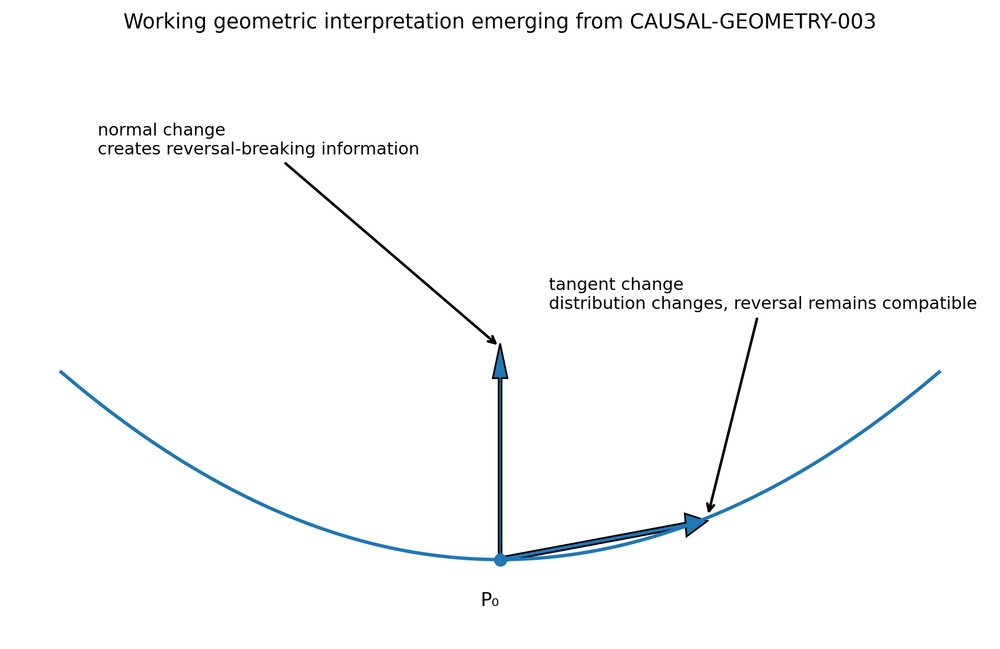 Working geometric interpretation emerging from CAUSAL-GEOMETRY-003
normal change
creates reversal-breaking information
tangent change
distribution changes, reversal remains compatible
P₀